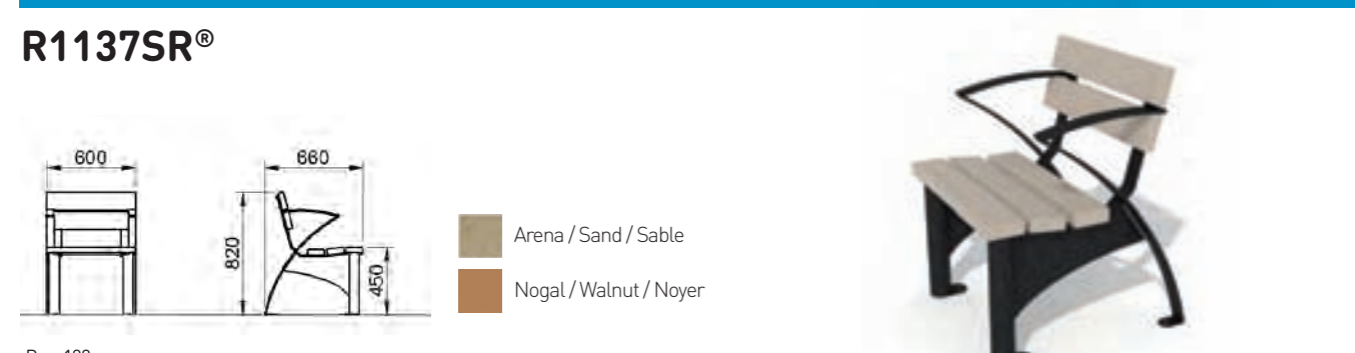 R1137SR®
600
660
820
450
Arena / Sand / Sable
Nogal / Walnut / Noyer